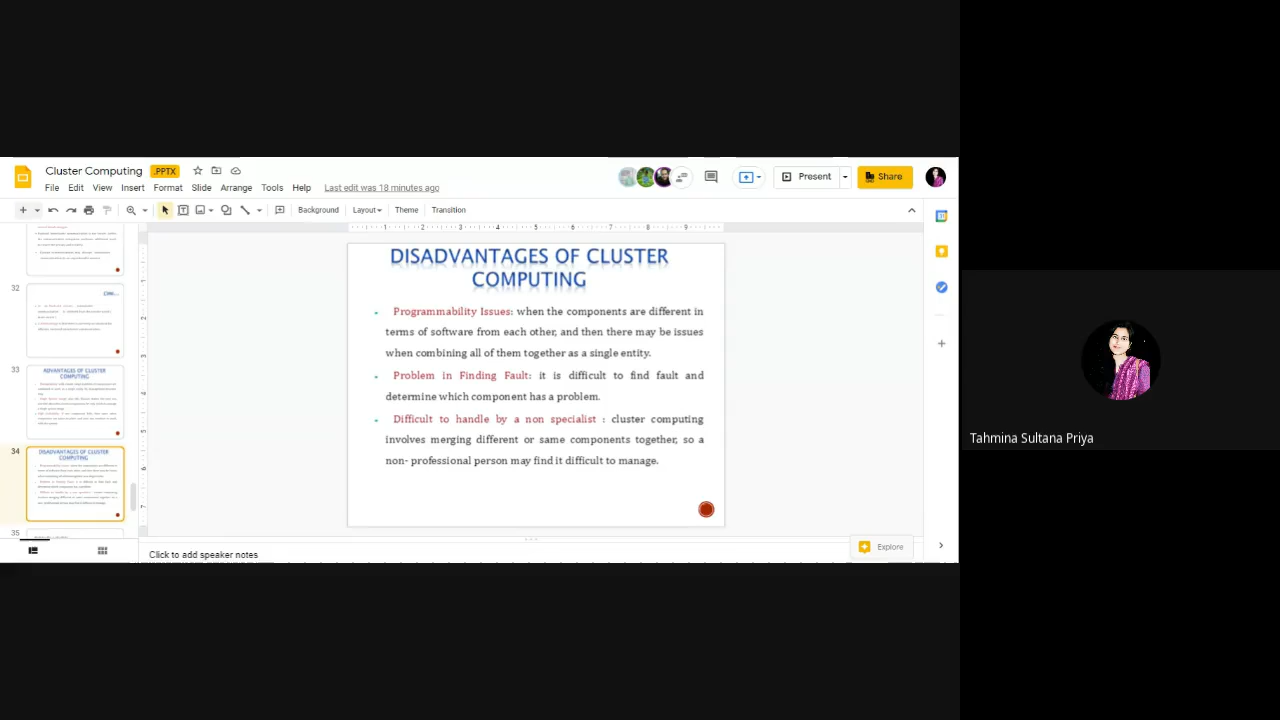 Cluster Computing .PPTX
File Edit View Insert Format Slide Arrange Tools Help Last edit was 18 minutes ago
Present
Share
Background Layout Theme Transition
32
33
ADVANTAGES OF CLUSTER
COMPUTING
34
DISADVANTAGES OF CLUSTER
COMPUTING
35
DISADVANTAGES OF CLUSTER
COMPUTING
Programmability Issues: when the components are different in
terms of software from each other, and then there may be issues
when combining all of them together as a single entity.
Problem in Finding Fault: it is difficult to find fault and
determine which component has a problem.
Difficult to handle by a non specialist : cluster computing
involves merging different or same components together, so a
non- professional person may find it difficult to manage.
Click to add speaker notes
Explore
Tahmina Sultana Priya